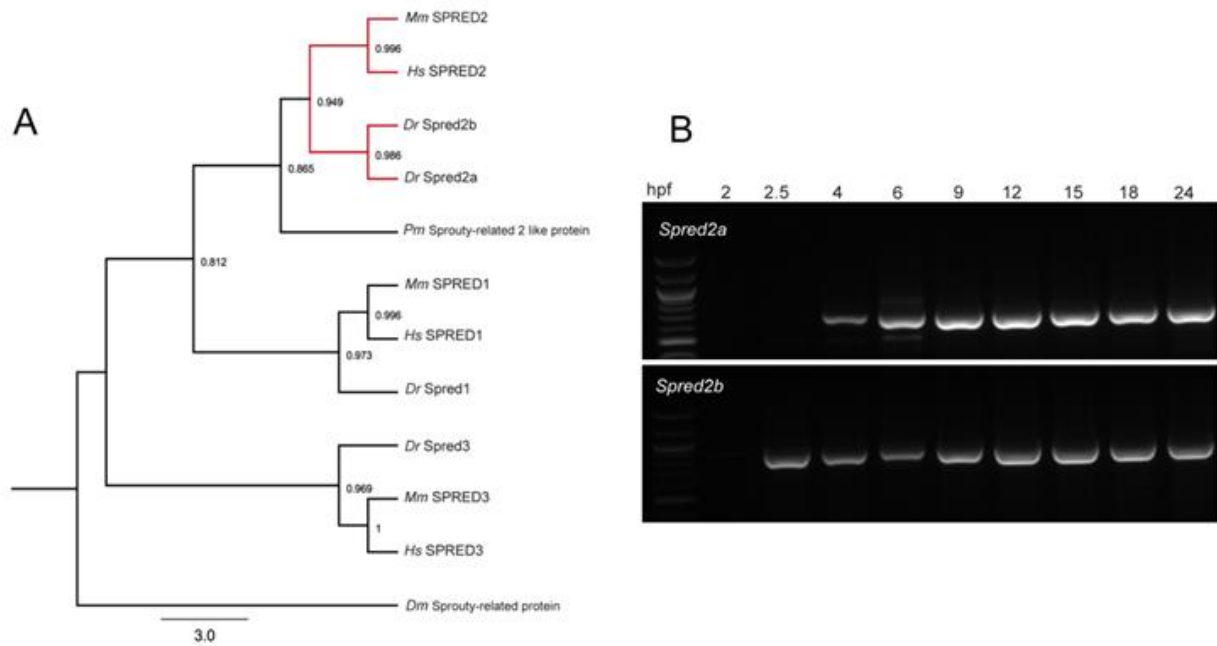 A
Mm SPRED2
0.996
Hs SPRED2
0.949
Dr Spred2b
0.986
Dr Spred2a
0.865
Pm Sprouty-related 2 like protein
0.812
Mm SPRED1
0.996
Hs SPRED1
0.973
Dr Spred1
Dr Spred3
0.969
Mm SPRED3
1
Hs SPRED3
Dm Sprouty-related protein
3.0
B
hpf 2 2.5 4 6 9 12 15 18 24
Spred2a
Spred2b